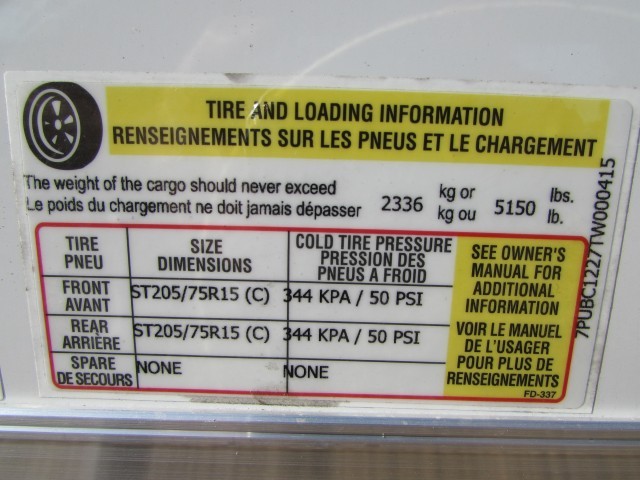 TIRE AND LOADING INFORMATION
RENSEIGNEMENTS SUR LES PNEUS ET LE CHARGEMENT
The weight of the cargo should never exceed
Le poids du chargement ne doit jamais dépasser
2336
kg or
kg ou
5150
lbs.
lb.
TIRE
PNEU
SIZE
DIMENSIONS
COLD TIRE PRESSURE
PRESSION DES
PNEUS A FROID
FRONT
AVANT
ST205/75R15 (C)
344 KPA / 50 PSI
REAR
ARRIÈRE
ST205/75R15 (C)
344 KPA / 50 PSI
SPARE
DE SECOURS
NONE
NONE
SEE OWNER'S
MANUAL FOR
ADDITIONAL
INFORMATION
VOIR LE MANUEL
DE L'USAGER
POUR PLUS DE
RENSEIGNEMENTS
FD-337
7PUBC1227TW000415